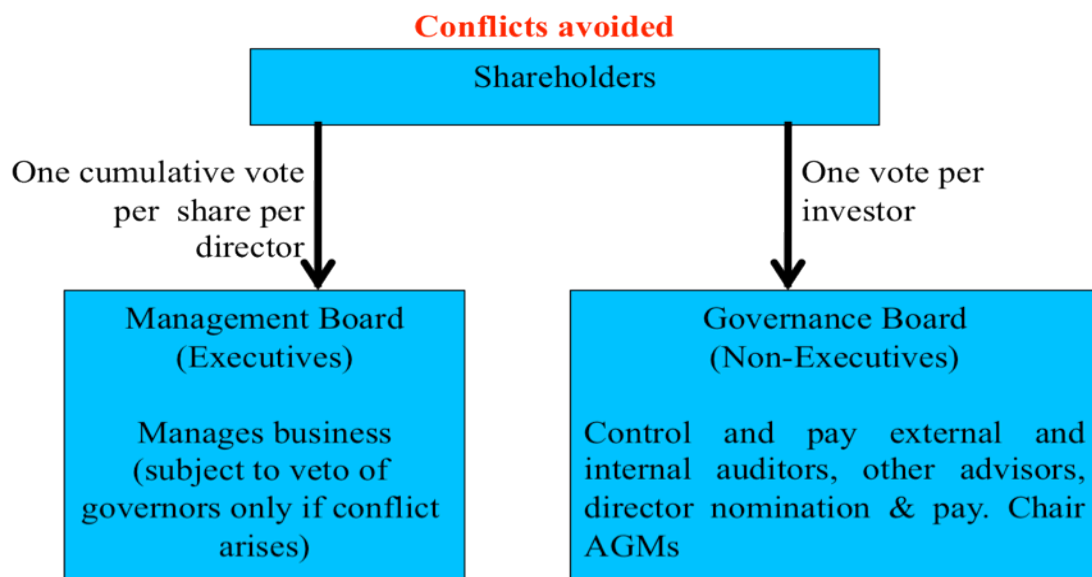 Conflicts avoided
Shareholders
One cumulative vote
per share per
director
One vote per
investor
Management Board
(Executives)
Manages business
(subject to veto of
governors only if conflict
arises)
Governance Board
(Non-Executives)
Control and pay external and
internal auditors, other advisors,
director nomination & pay. Chair
AGMs